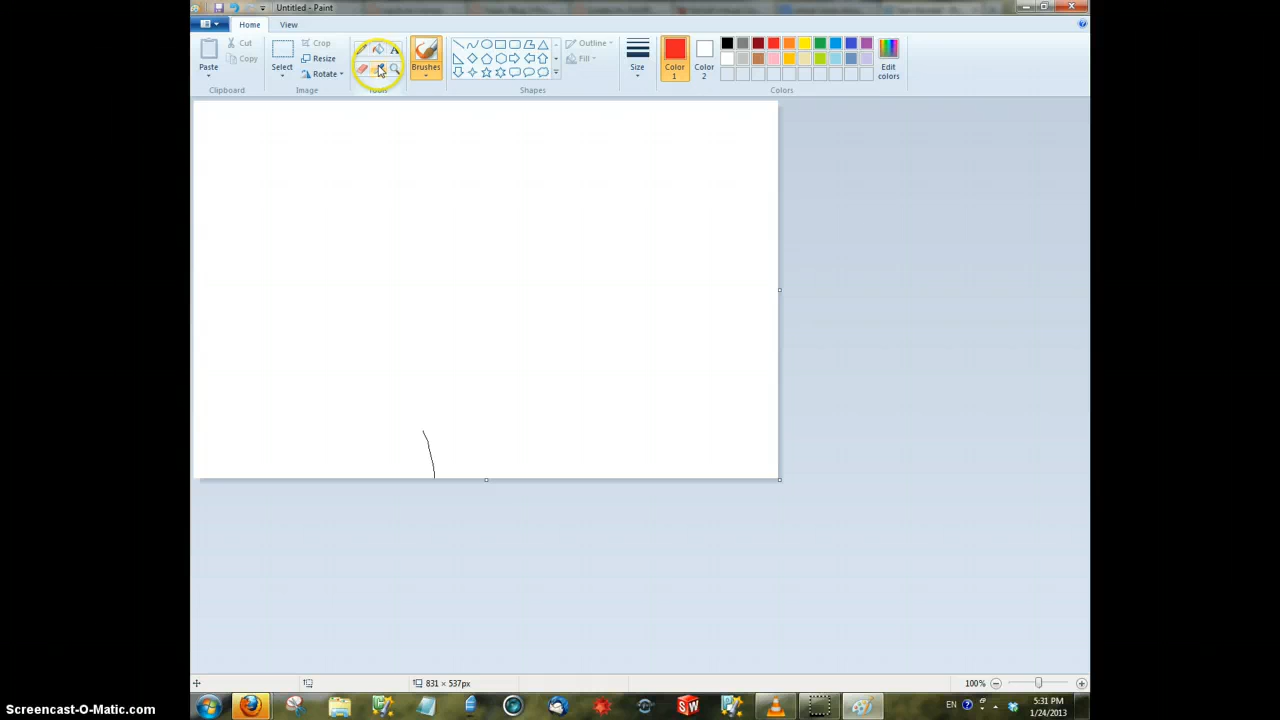 Untitled - Paint
Home View
Paste
Cut
Copy
Clipboard
Select
Crop
Resize
Rotate
Image
A
Tools
Brushes
Outline
Fill
Shapes
Size
Color 1
Color 2
Edit colors
Colors
831 × 537px
100%
SW
EN
5:31 PM
1/24/2013
Screencast-O-Matic.com